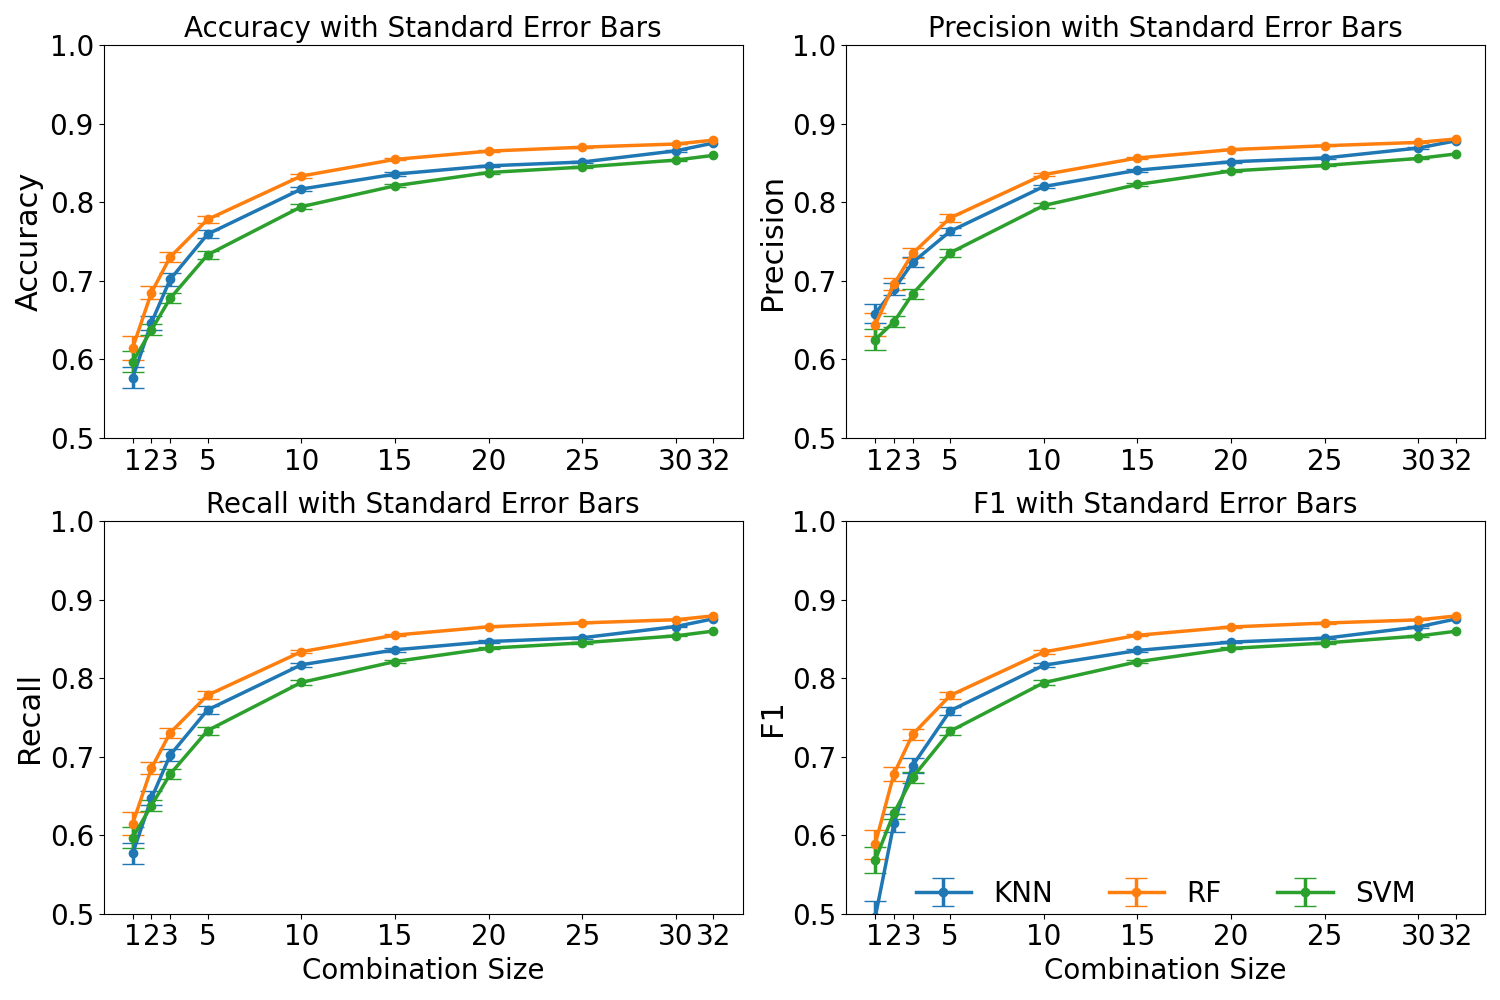 Accuracy with Standard Error Bars
1.0
0.9
0.8
0.7
0.6
0.5
Accuracy
1 2 3 5 10 15 20 25 30 32
Precision with Standard Error Bars
1.0
0.9
0.8
0.7
0.6
0.5
Precision
1 2 3 5 10 15 20 25 30 32
Recall with Standard Error Bars
1.0
0.9
0.8
0.7
0.6
0.5
Recall
1 2 3 5 10 15 20 25 30 32
Combination Size
F1 with Standard Error Bars
1.0
0.9
0.8
0.7
0.6
0.5
F1
KNN RF SVM
1 2 3 5 10 15 20 25 30 32
Combination Size